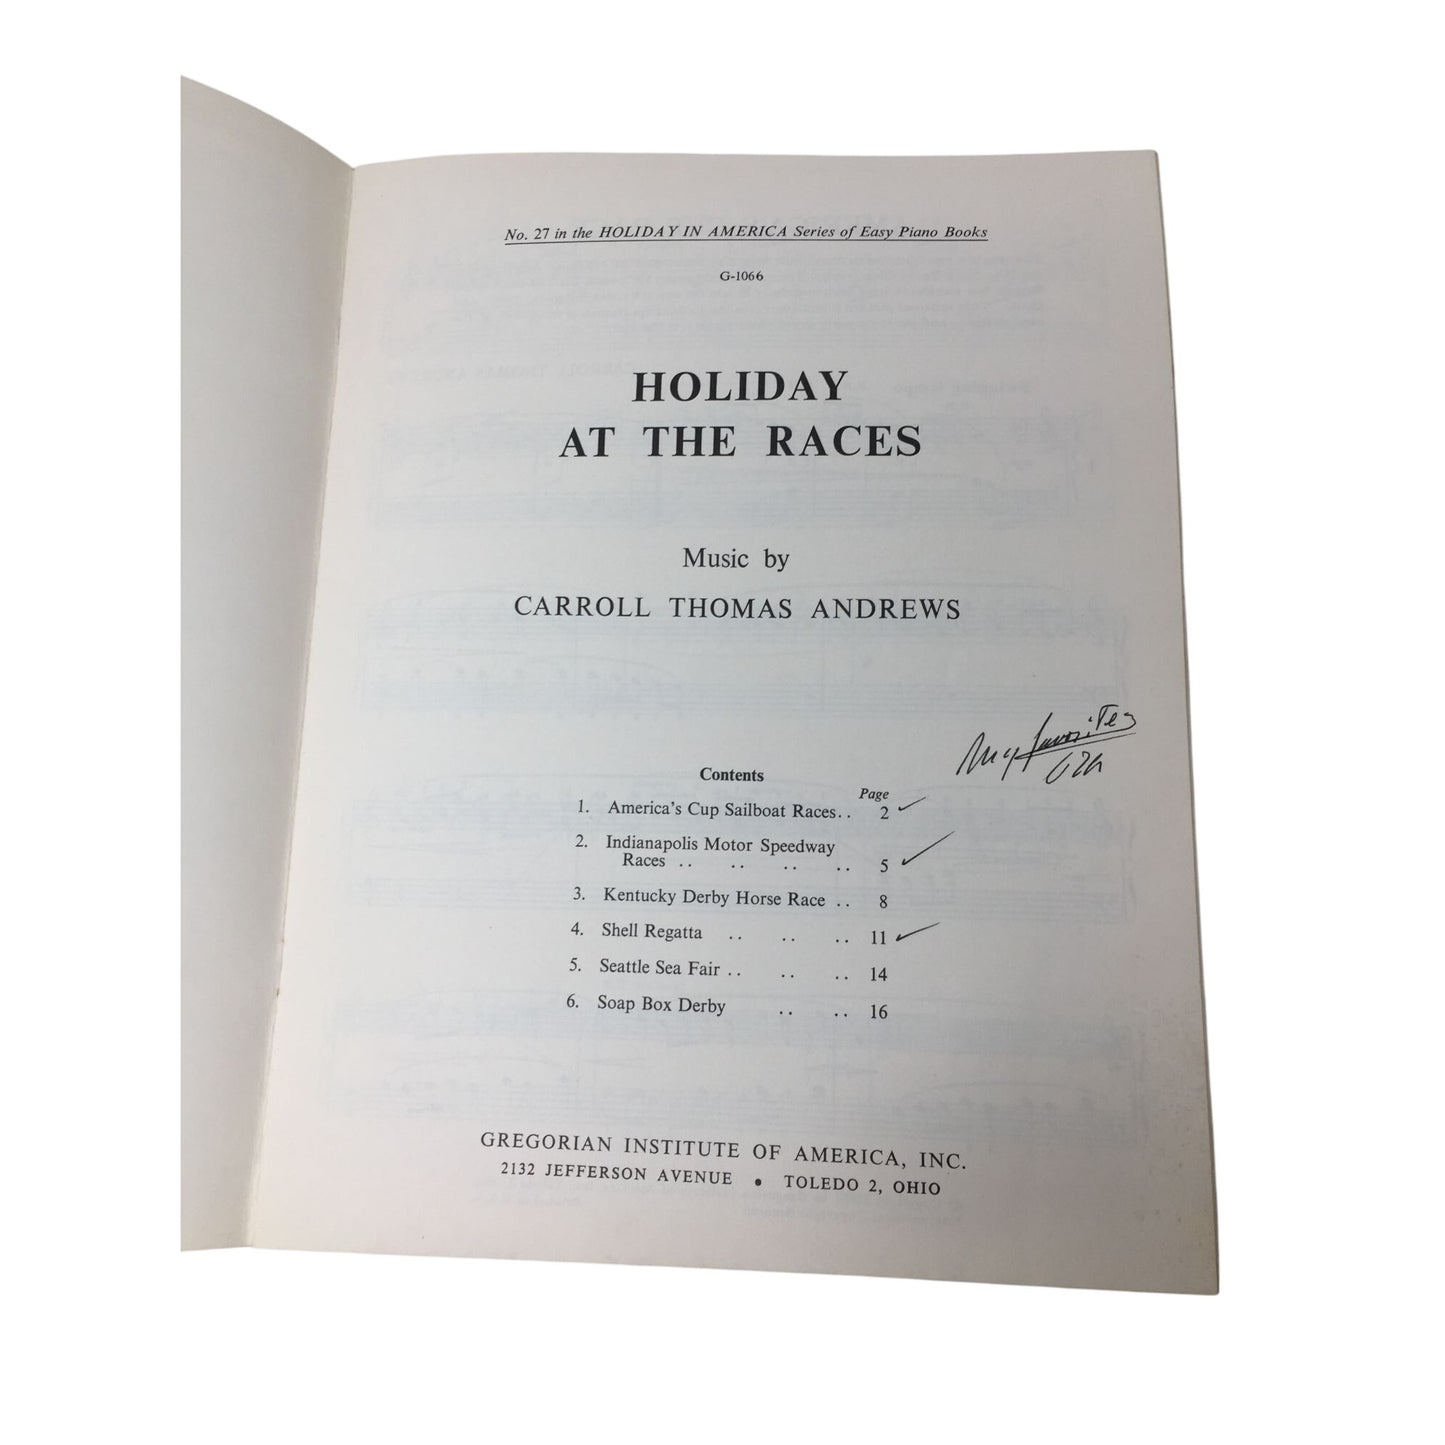 No. 27 in the HOLIDAY IN AMERICA Series of Easy Piano Books
G-1066
HOLIDAY
AT THE RACES
Music by
CARROLL THOMAS ANDREWS
My favorites
Contents
Page
1. America's Cup Sailboat Races.. 2
2. Indianapolis Motor Speedway
Races .. .. .. .. 5
3. Kentucky Derby Horse Race .. 8
4. Shell Regatta .. .. .. 11
5. Seattle Sea Fair .. .. .. 14
6. Soap Box Derby .. .. 16
GREGORIAN INSTITUTE OF AMERICA, INC.
2132 JEFFERSON AVENUE • TOLEDO 2, OHIO